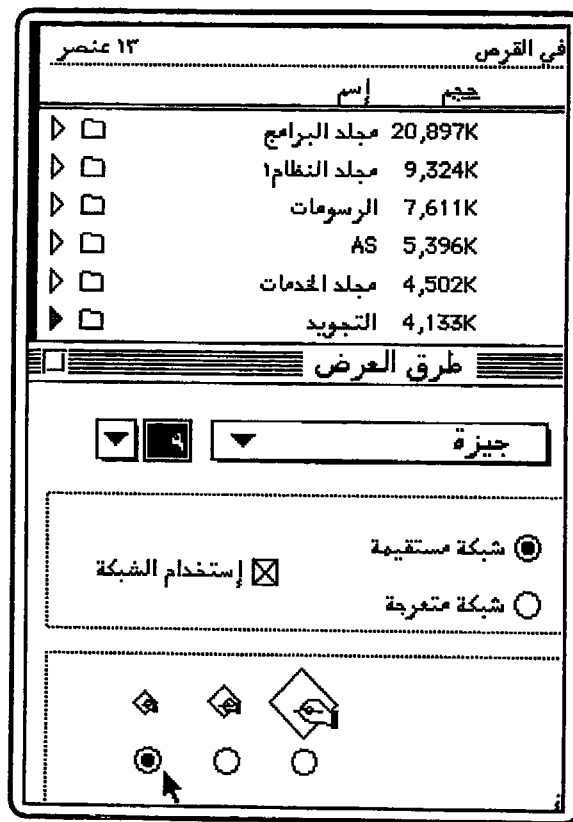 في القرص ١٣ عنصر
حجم إسم
20,897K مجلد البرامج
9,324K مجلد النظام١
7,611K الرسومات
5,396K AS
4,502K مجلد الخدمات
4,133K التجويد
طرق العرض
جيزة ٩
شبكة مستقيمة
إستخدام الشبكة
شبكة متعرجة